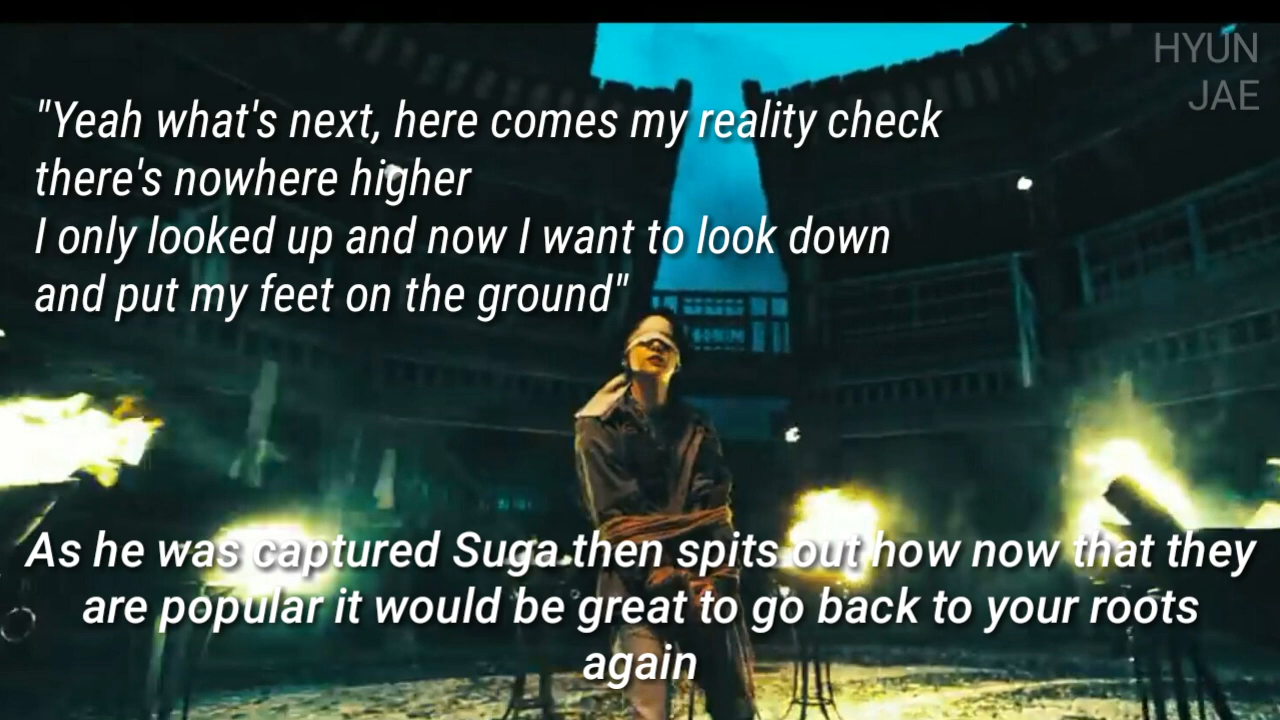 HYUN
JAE
"Yeah what's next, here comes my reality check
there's nowhere higher
I only looked up and now I want to look down
and put my feet on the ground"
As he was captured Suga then spits out how now that they
are popular it would be great to go back to your roots
again